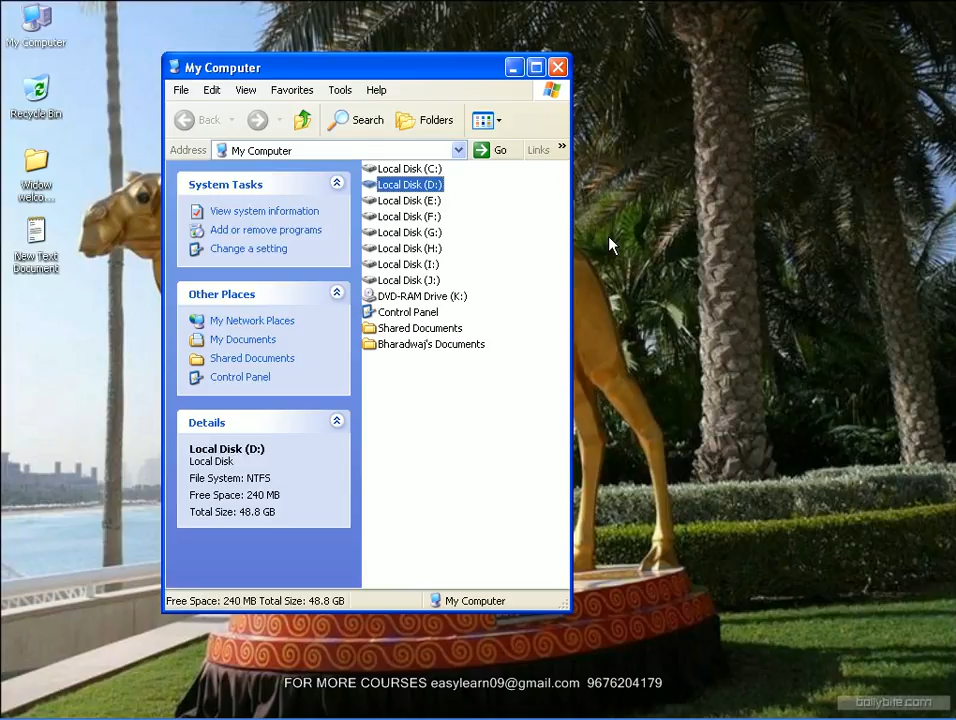 My Computer
Recycle Bin
Widow
welco...
New Text
Document
My Computer
File Edit View Favorites Tools Help
Back Search Folders
Address My Computer Go Links »
System Tasks
View system information
Add or remove programs
Change a setting
Other Places
My Network Places
My Documents
Shared Documents
Control Panel
Details
Local Disk (D:)
Local Disk
File System: NTFS
Free Space: 240 MB
Total Size: 48.8 GB
Local Disk (C:)
Local Disk (D:)
Local Disk (E:)
Local Disk (F:)
Local Disk (G:)
Local Disk (H:)
Local Disk (I:)
Local Disk (J:)
DVD-RAM Drive (K:)
Control Panel
Shared Documents
Bharadwaj's Documents
Free Space: 240 MB Total Size: 48.8 GB My Computer
FOR MORE COURSES easylearn09@gmail.com 9676204179
bollybite.com